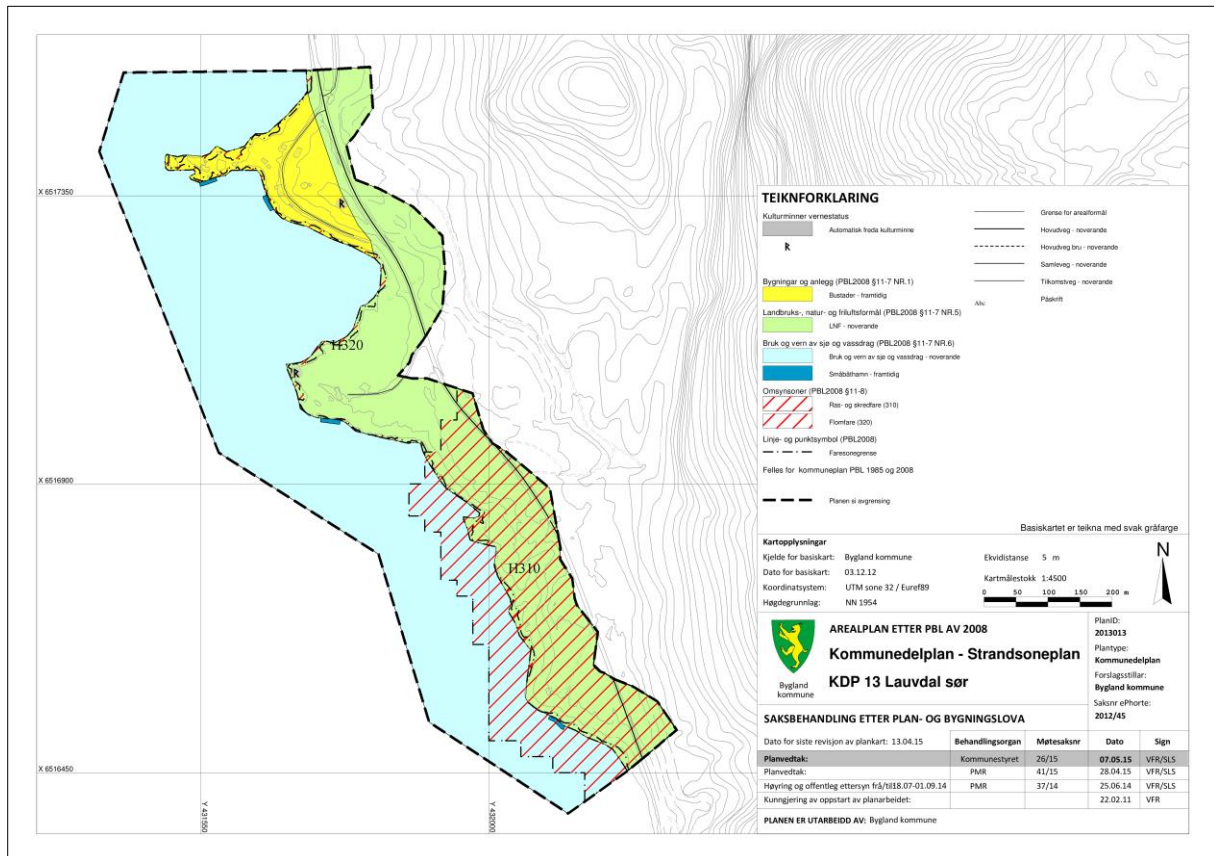 X 6517350
X 6516900
X 6516450
Y 431550
Y 432000
R
H320
R
H310
TEIKNFORKLARING
Kulturminner vernestatus
Automatisk freda kulturminne
R
Bygningar og anlegg (PBL2008 §11-7 NR.1)
Bustader - framtidig
Landbruks-, natur- og friluftsformål (PBL2008 §11-7 NR.5)
LNF - noverande
Bruk og vern av sjø og vassdrag (PBL2008 §11-7 NR.6)
Bruk og vern av sjø og vassdrag - noverande
Småbåthamn - framtidig
Omsynsoner (PBL2008 §11-8)
Ras- og skredfare (310)
Flomfare (320)
Linje- og punktsymbol (PBL2008)
Faresonegrense
Felles for kommuneplan PBL 1985 og 2008
Planen si avgrensing
Grense for arealformål
Hovudveg - noverande
Hovudveg bru - noverande
Samleveg - noverande
Tilkomstveg - noverande
Påskrift
Basiskartet er teikna med svak gråfarge
Kartopplysningar
Kjelde for basiskart: Bygland kommune
Dato for basiskart: 03.12.12
Koordinatsystem: UTM sone 32 / Euref89
Høgdegrunnlag: NN 1954
Ekvidistanse 5 m
Kartmålestokk 1:4500
0 50 100 150 200 m
N
Bygland
kommune
AREALPLAN ETTER PBL AV 2008
Kommunedelplan - Strandsoneplan
KDP 13 Lauvdal sør
PlanID:
2013013
Plantype:
Kommunedelplan
Forslagsstillar:
Bygland kommune
Saksnr ePhorte:
2012/45
SAKSBEHANDLING ETTER PLAN- OG BYGNINGSLOVA
Dato for siste revisjon av plankart: 13.04.15 Behandlingsorgan Møtesaksnr Dato Sign
Planvedtak: Kommunestyret 26/15 07.05.15 VFR/SLS
Planvedtak: PMR 41/15 28.04.15 VFR/SLS
Høyring og offentleg ettersyn frå/til18.07-01.09.14 PMR 37/14 25.06.14 VFR/SLS
Kunngjering av oppstart av planarbeidet: 22.02.11 VFR
PLANEN ER UTARBEIDD AV: Bygland kommune